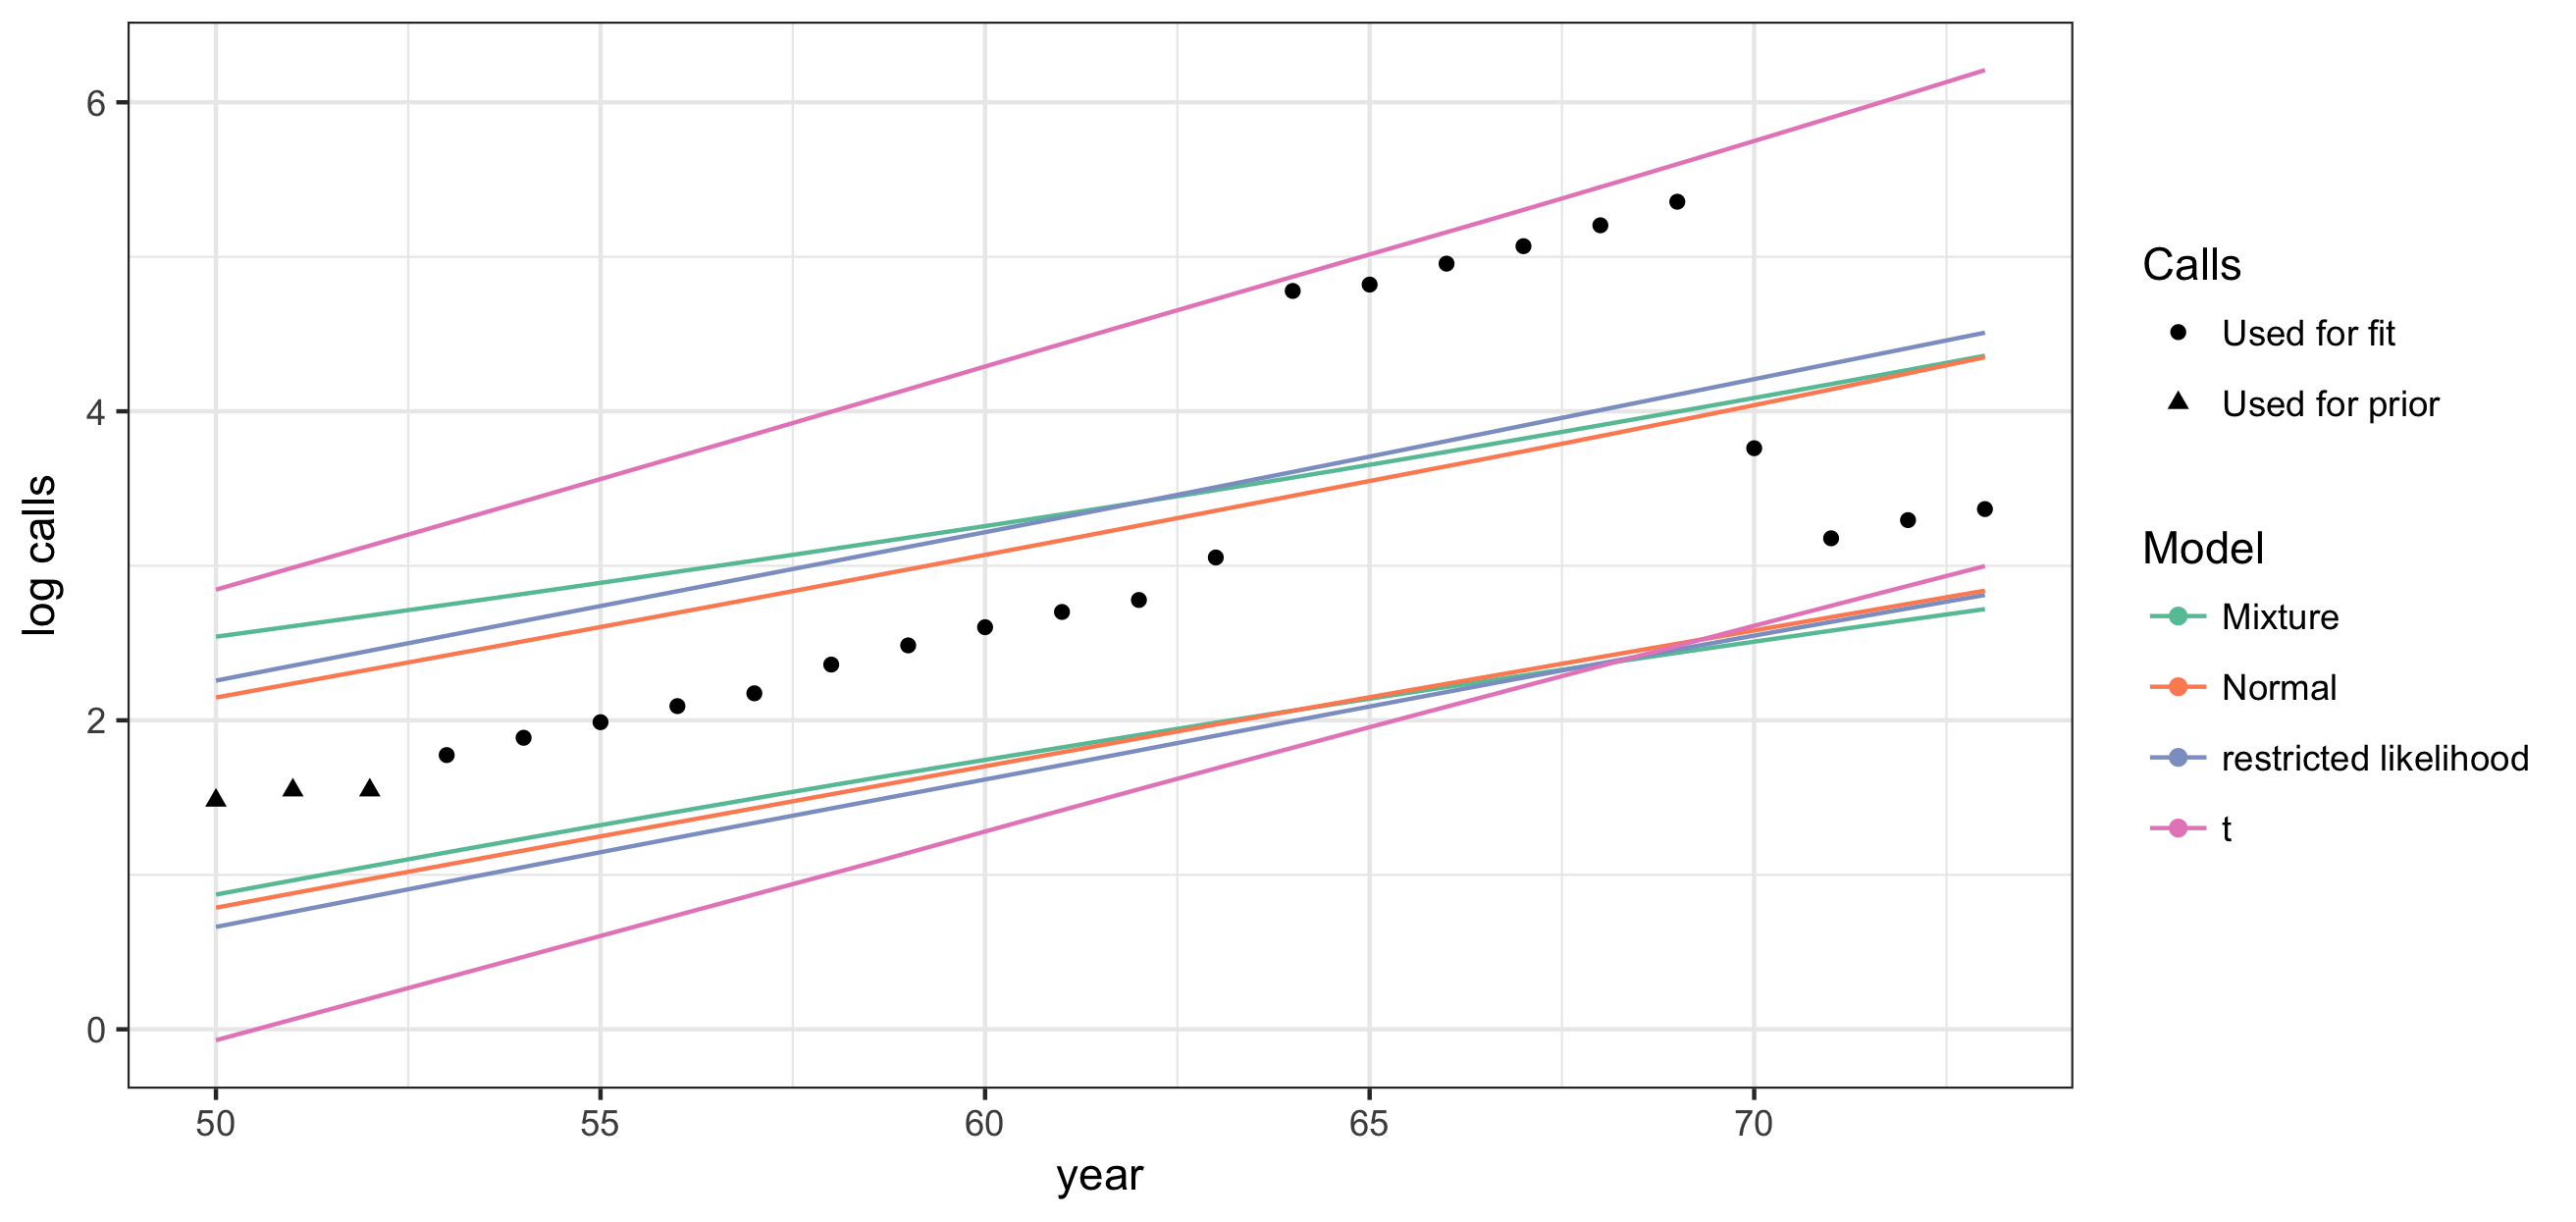 6
4
2
0
log calls
50 55 60 65 70
year
Calls
Used for fit
Used for prior
Model
Mixture
Normal
restricted likelihood
t